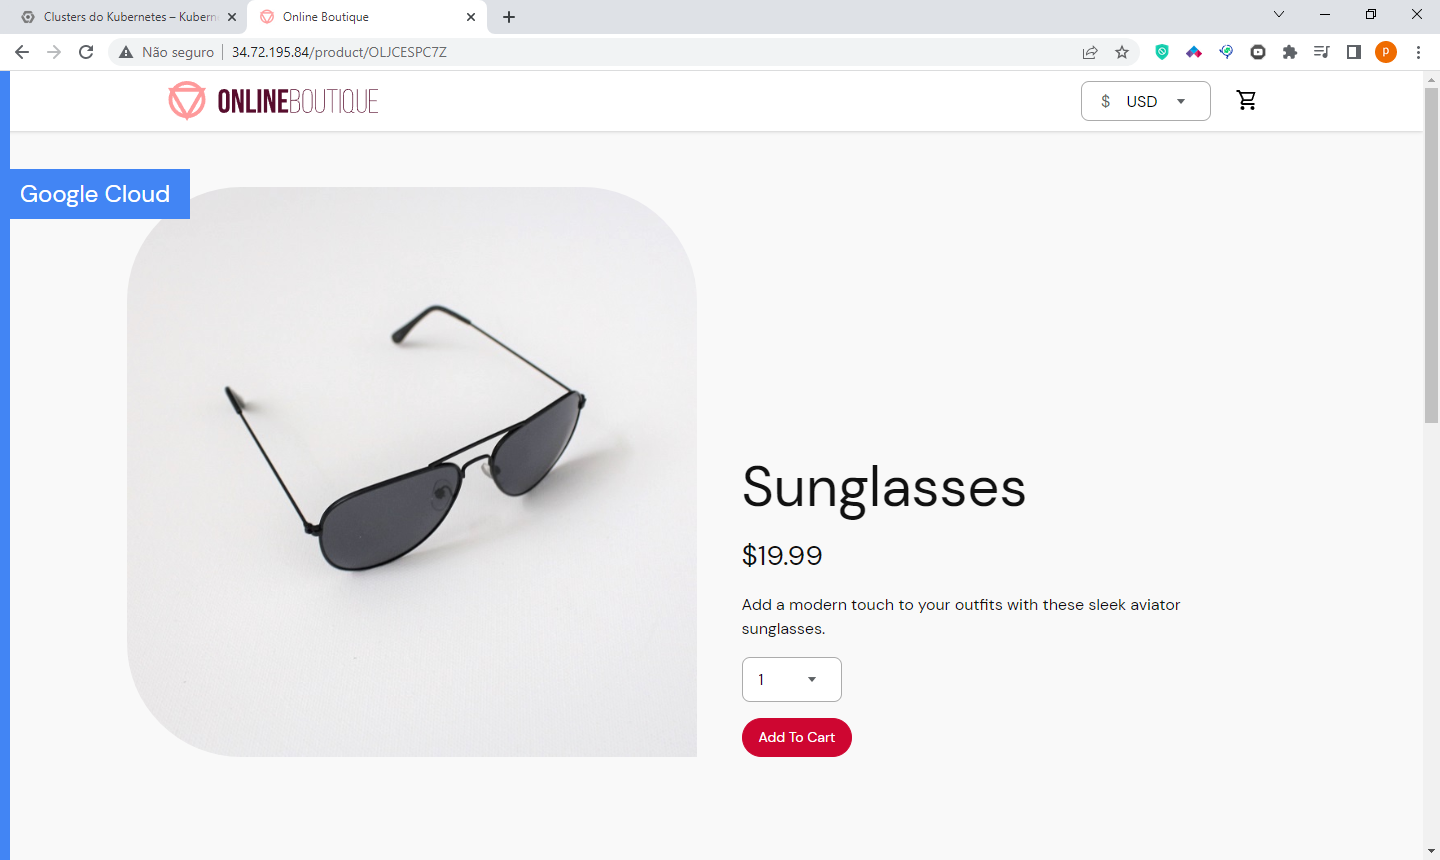 Clusters do Kubernetes – Kubern
Online Boutique
Não seguro
34.72.195.84/product/OLJCESPC7Z
P
ONLINEBOUTIQUE
$ USD
Google Cloud
Sunglasses
$19.99
Add a modern touch to your outfits with these sleek aviator
sunglasses.
1
Add To Cart